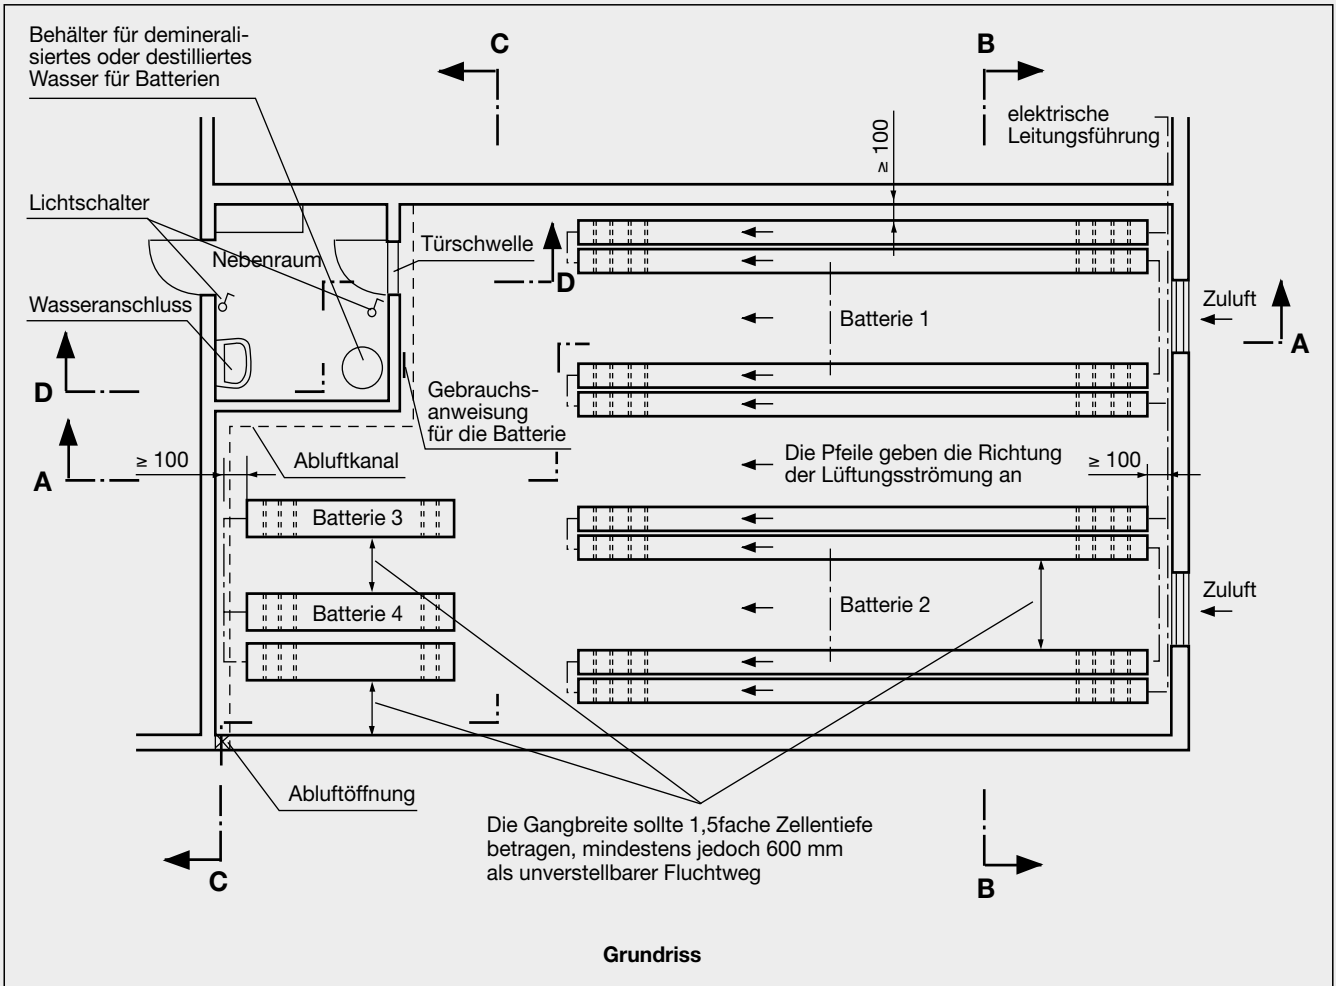 Behälter für deminerali-
siertes oder destilliertes
Wasser für Batterien
C
B
elektrische
Leitungsführung
≥ 100
Lichtschalter
Nebenraum
Türschwelle
D
Wasseranschluss
Batterie 1
Zuluft
A
D
Gebrauchs-
anweisung
für die Batterie
A
≥ 100
Abluftkanal
Die Pfeile geben die Richtung
der Lüftungsströmung an
≥ 100
Batterie 3
Batterie 4
Batterie 2
Zuluft
Abluftöffnung
Die Gangbreite sollte 1,5fache Zellentiefe
betragen, mindestens jedoch 600 mm
als unverstellbarer Fluchtweg
C
B
Grundriss